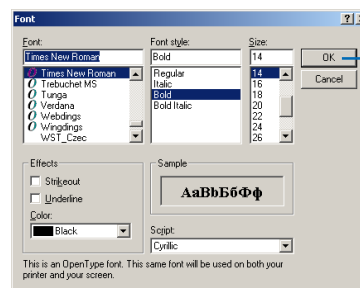 Font
Font: Font style: Size:
Times New Roman Bold 14 OK
Times New Roman Regular 14 Cancel
Trebuchet MS Italic 16
Tunga Bold 18
Verdana Bold Italic 20
Webdings 22
Wingdings 24
WST_Czec 26
Effects Sample
Strikeout
Underline AaBbБбФф
Color:
Black Script:
Cyrillic
This is an OpenType font. This same font will be used on both your
printer and your screen.